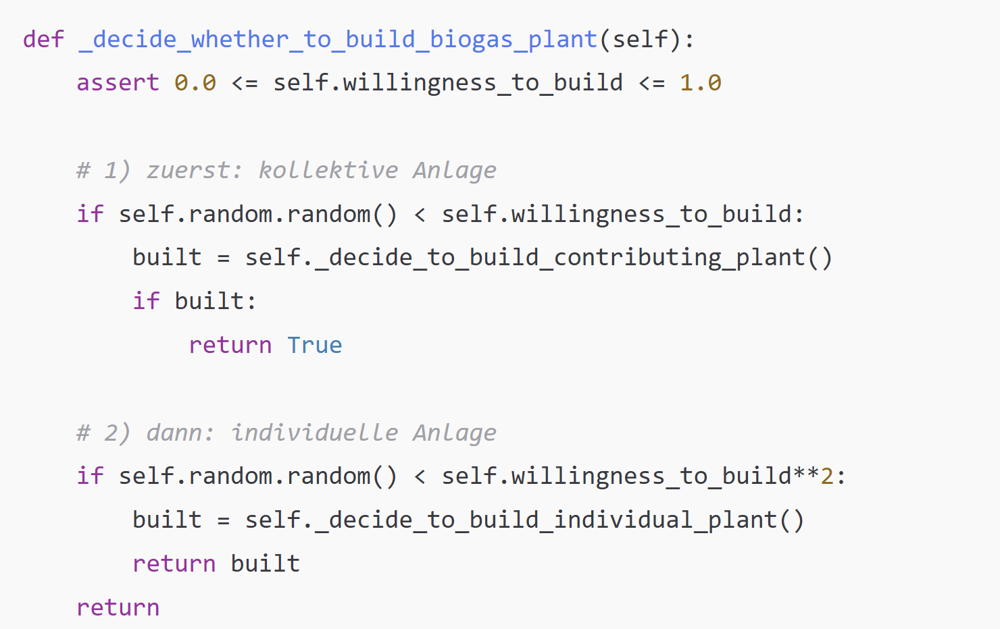 def _decide_whether_to_build_biogas_plant(self):
    assert 0.0 <= self.willingness_to_build <= 1.0
    # 1) zuerst: kollektive Anlage
    if self.random.random() < self.willingness_to_build:
        built = self._decide_to_build_contributing_plant()
        if built:
            return True
    # 2) dann: individuelle Anlage
    if self.random.random() < self.willingness_to_build**2:
        built = self._decide_to_build_individual_plant()
        return built
    return